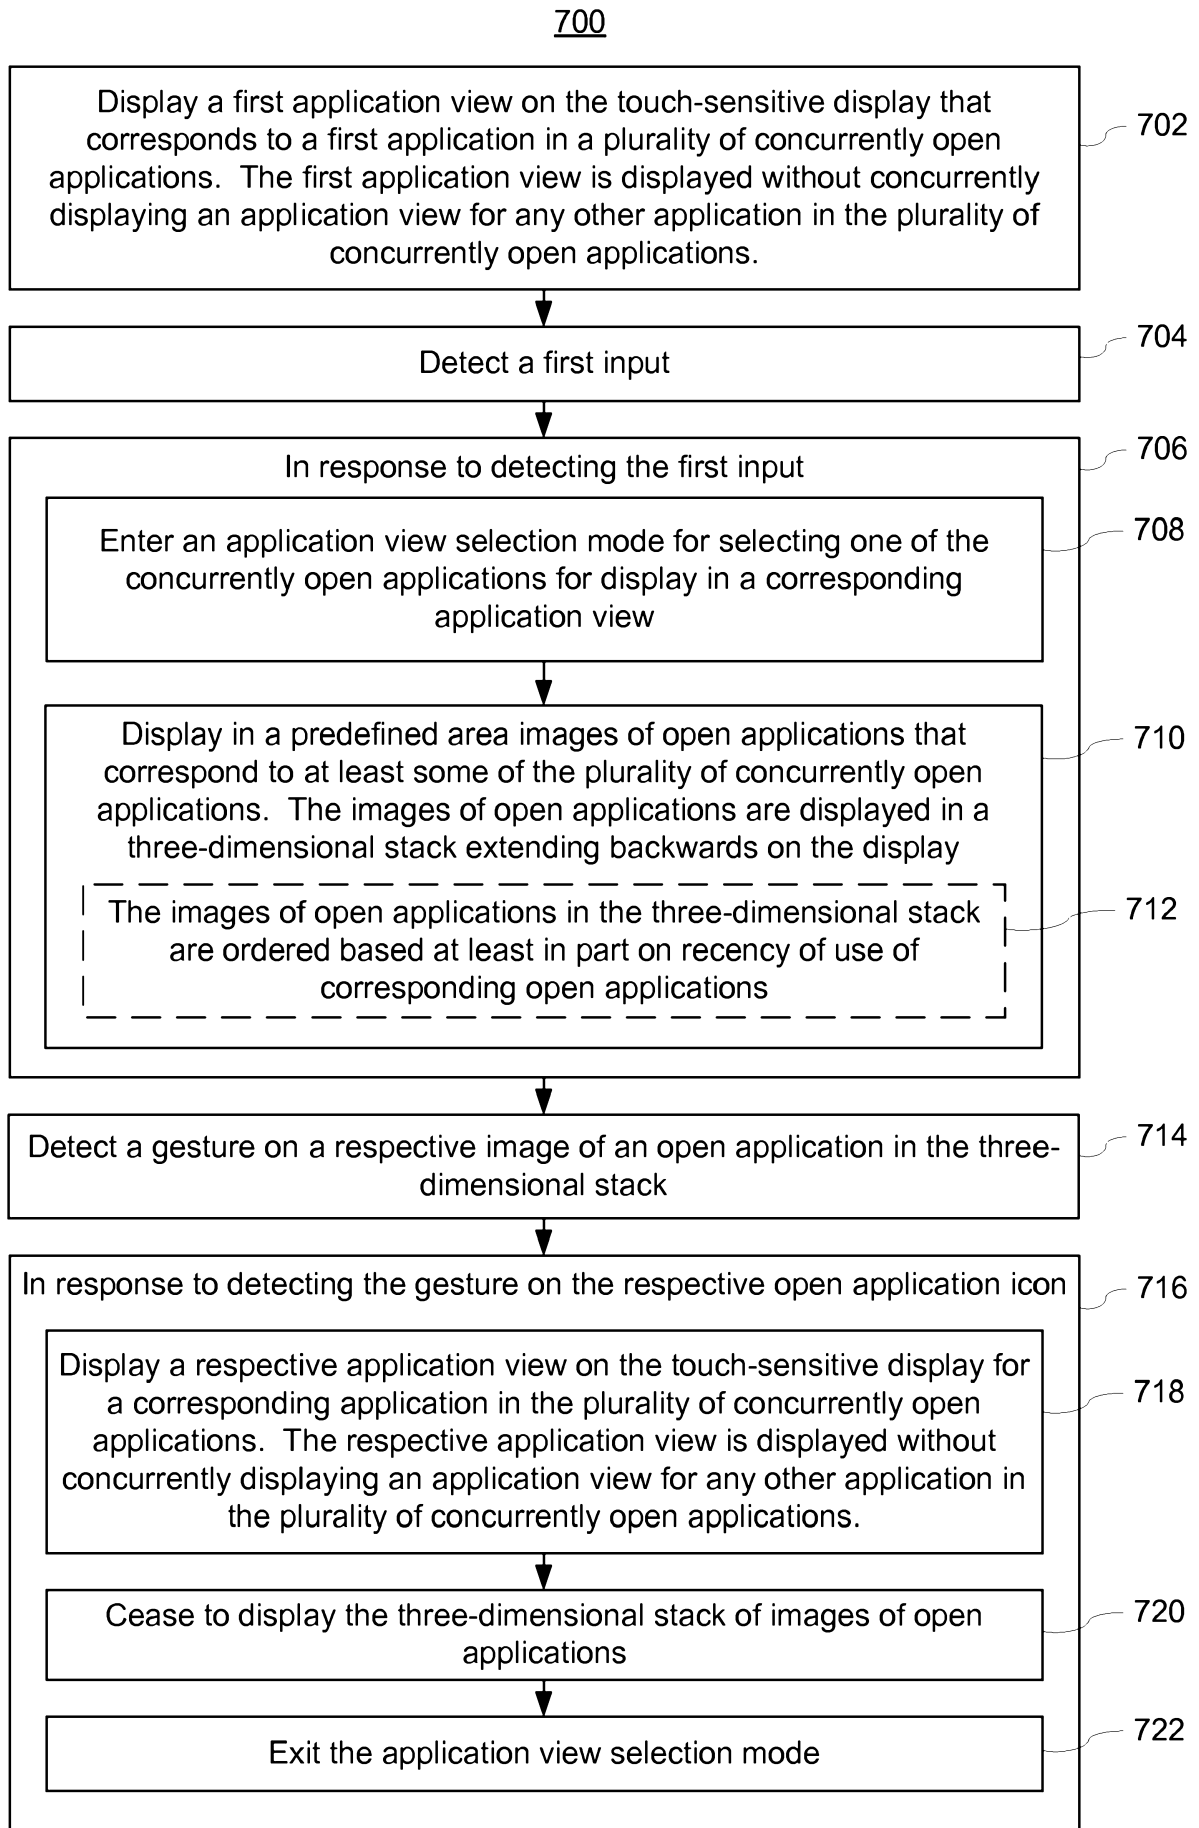 700
Display a first application view on the touch-sensitive display that
corresponds to a first application in a plurality of concurrently open
applications.  The first application view is displayed without concurrently
displaying an application view for any other application in the plurality of
concurrently open applications.
702
Detect a first input
704
In response to detecting the first input
706
Enter an application view selection mode for selecting one of the
concurrently open applications for display in a corresponding
application view
708
Display in a predefined area images of open applications that
correspond to at least some of the plurality of concurrently open
applications.  The images of open applications are displayed in a
three-dimensional stack extending backwards on the display
710
The images of open applications in the three-dimensional stack
are ordered based at least in part on recency of use of
corresponding open applications
712
Detect a gesture on a respective image of an open application in the three-
dimensional stack
714
In response to detecting the gesture on the respective open application icon
716
Display a respective application view on the touch-sensitive display for
a corresponding application in the plurality of concurrently open
applications.  The respective application view is displayed without
concurrently displaying an application view for any other application in
the plurality of concurrently open applications.
718
Cease to display the three-dimensional stack of images of open
applications
720
Exit the application view selection mode
722